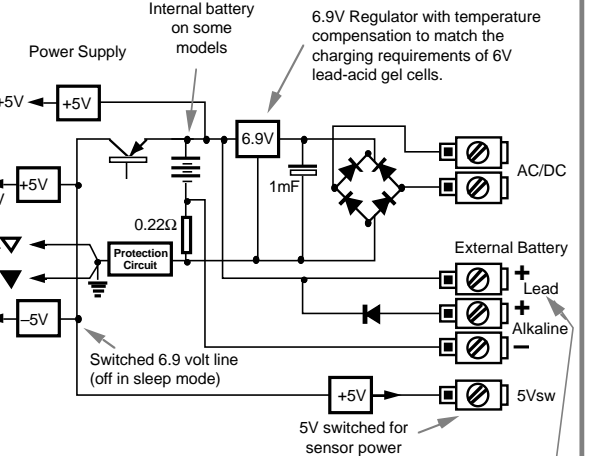 Internal battery
on some
models
6.9V Regulator with temperature
compensation to match the
charging requirements of 6V
lead-acid gel cells.
Power Supply
+5V
+5V
6.9V
1mF
AC/DC
+5V
0.22Ω
Protection
Circuit
External Battery
+
Lead
+
Alkaline
–
–5V
Switched 6.9 volt line
(off in sleep mode)
+5V
5Vsw
5V switched for
sensor power